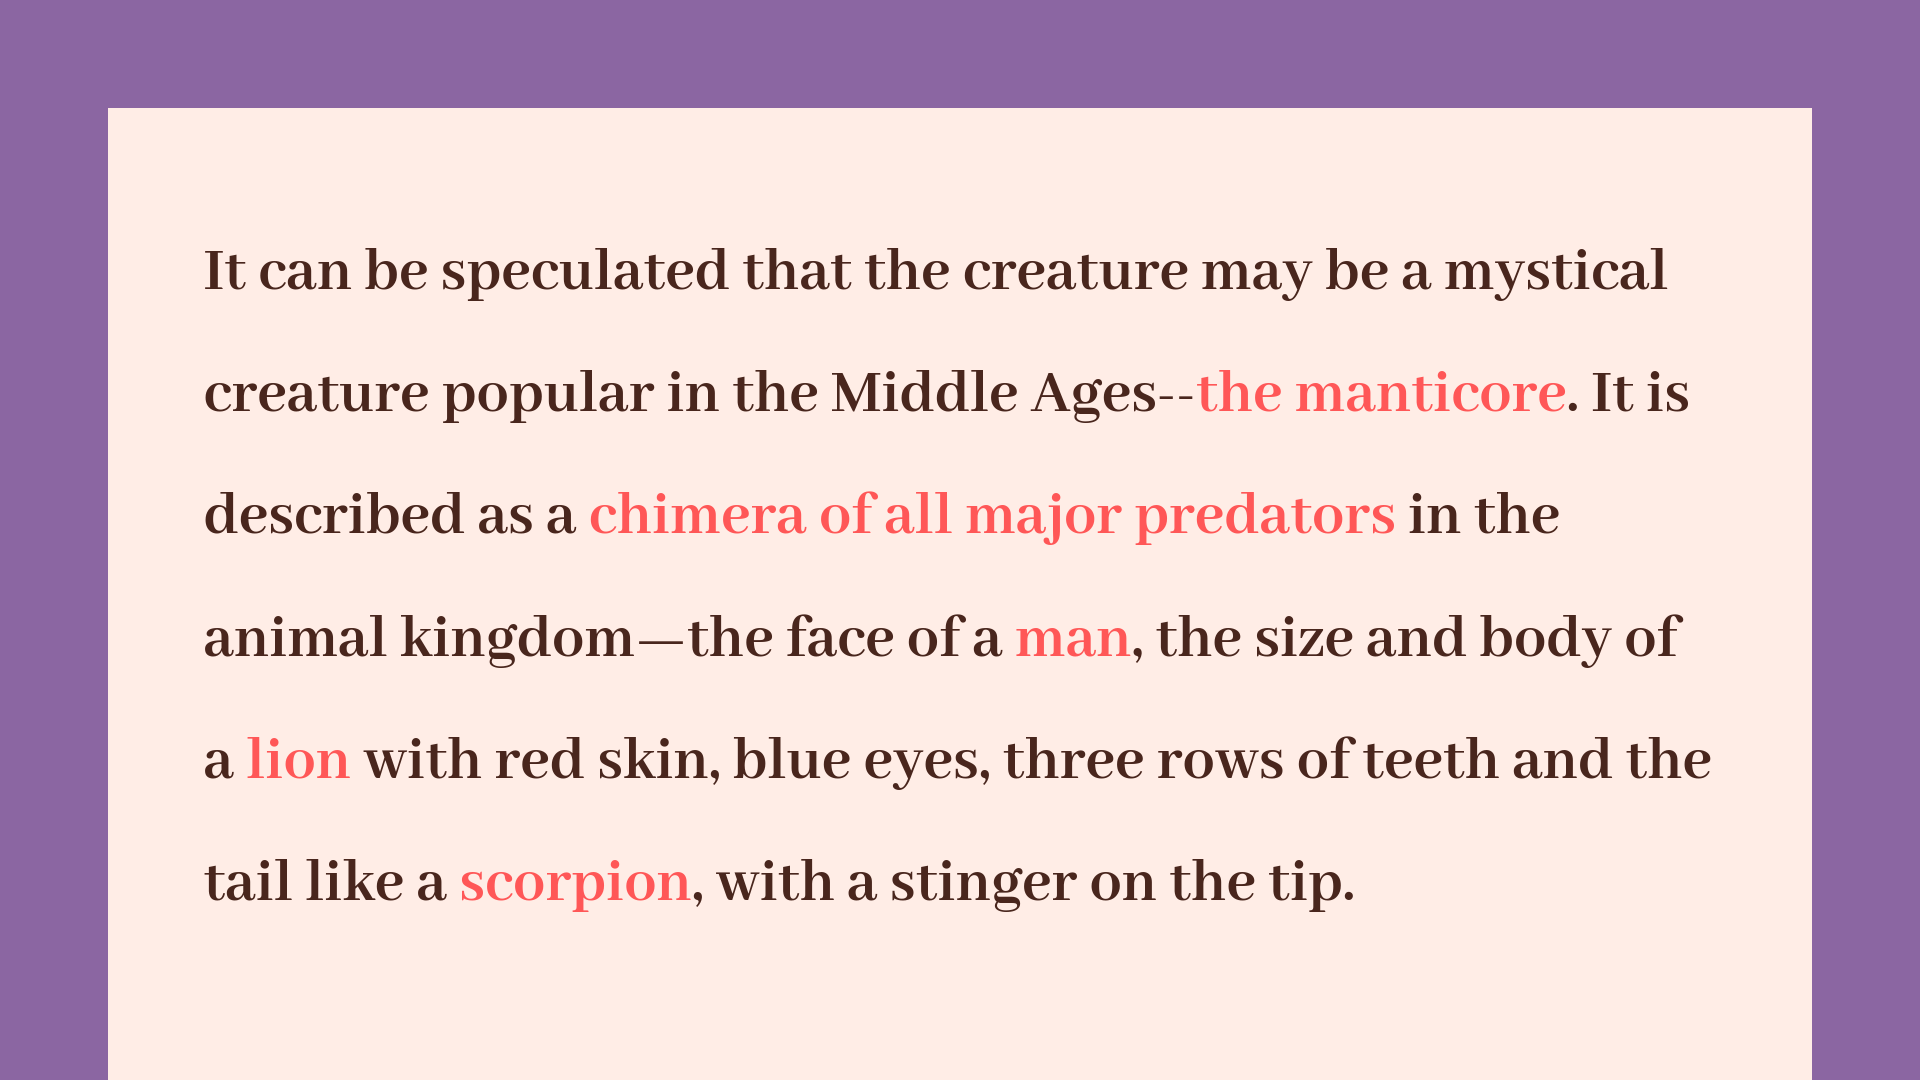 It can be speculated that the creature may be a mystical
creature popular in the Middle Ages--the manticore. It is
described as a chimera of all major predators in the
animal kingdom—the face of a man, the size and body of
a lion with red skin, blue eyes, three rows of teeth and the
tail like a scorpion, with a stinger on the tip.